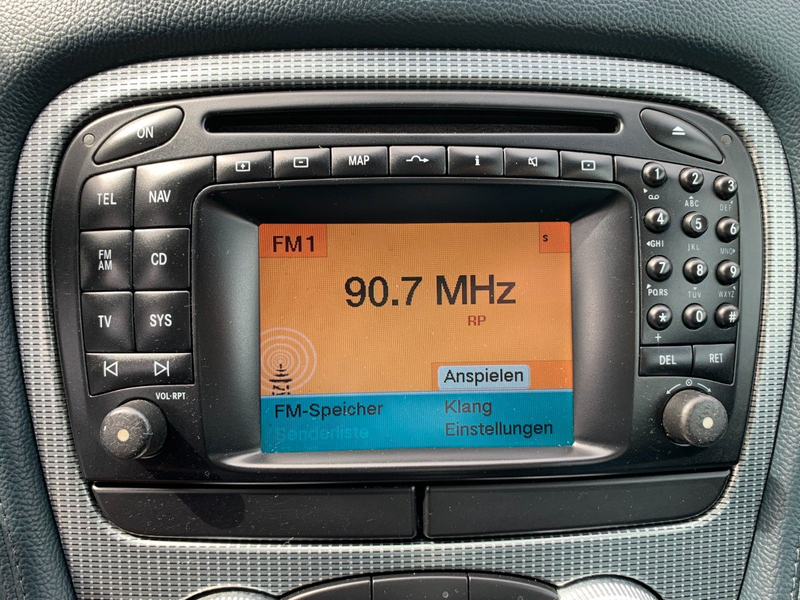 ON
MAP
i
TEL
NAV
FM
AM
CD
TV
SYS
VOL·RPT
FM1
S
90.7 MHz
RP
Anspielen
FM-Speicher
Klang
Senderliste
Einstellungen
1
2
3
ABC
DEF
4
5
6
GHI
JKL
MNO
7
8
9
PQRS
TUV
WXYZ
*
0
#
+
DEL
RET